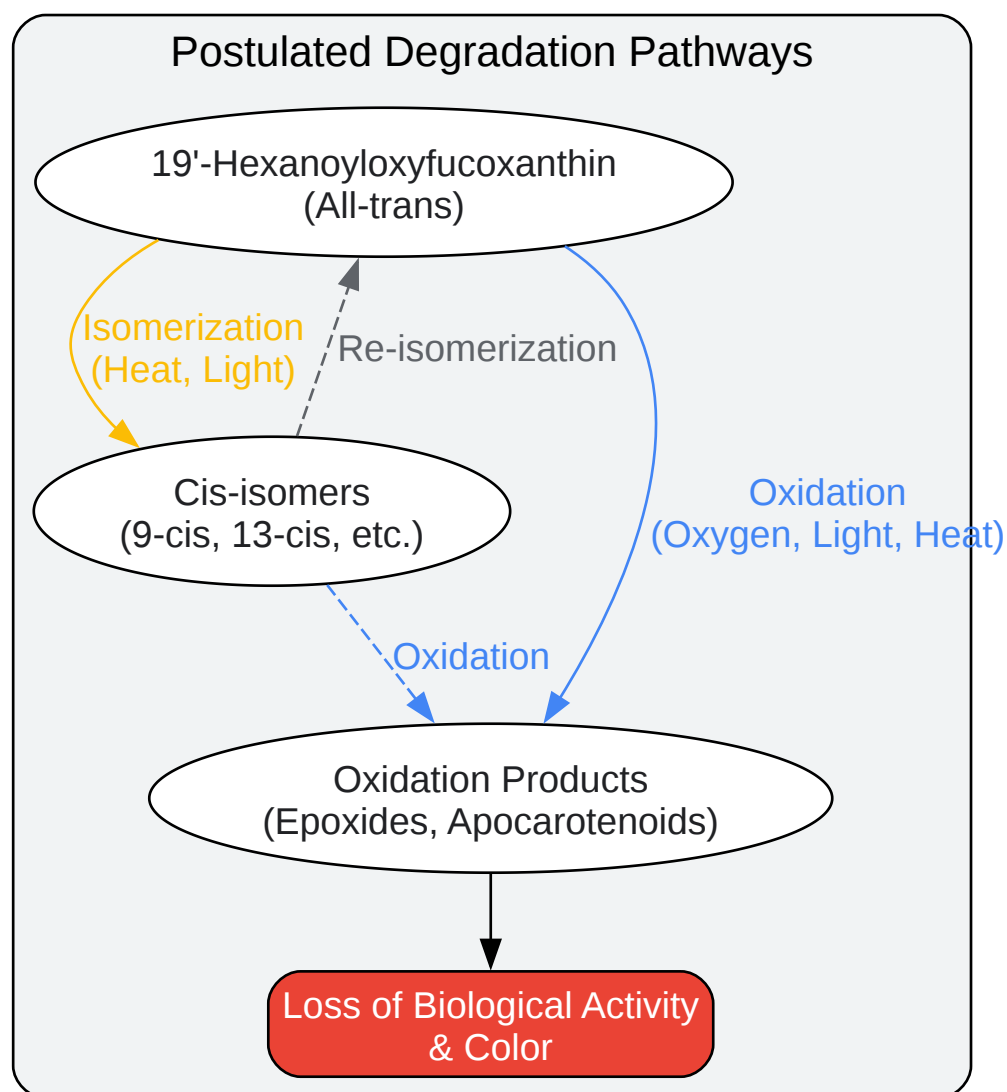 Postulated Degradation Pathways
19'-Hexanoyloxyfucoxanthin
(All-trans)
Isomerization
(Heat, Light)
Re-isomerization
Cis-isomers
(9-cis, 13-cis, etc.)
Oxidation
(Oxygen, Light, Heat)
Oxidation
Oxidation Products
(Epoxides, Apocarotenoids)
Loss of Biological Activity
& Color